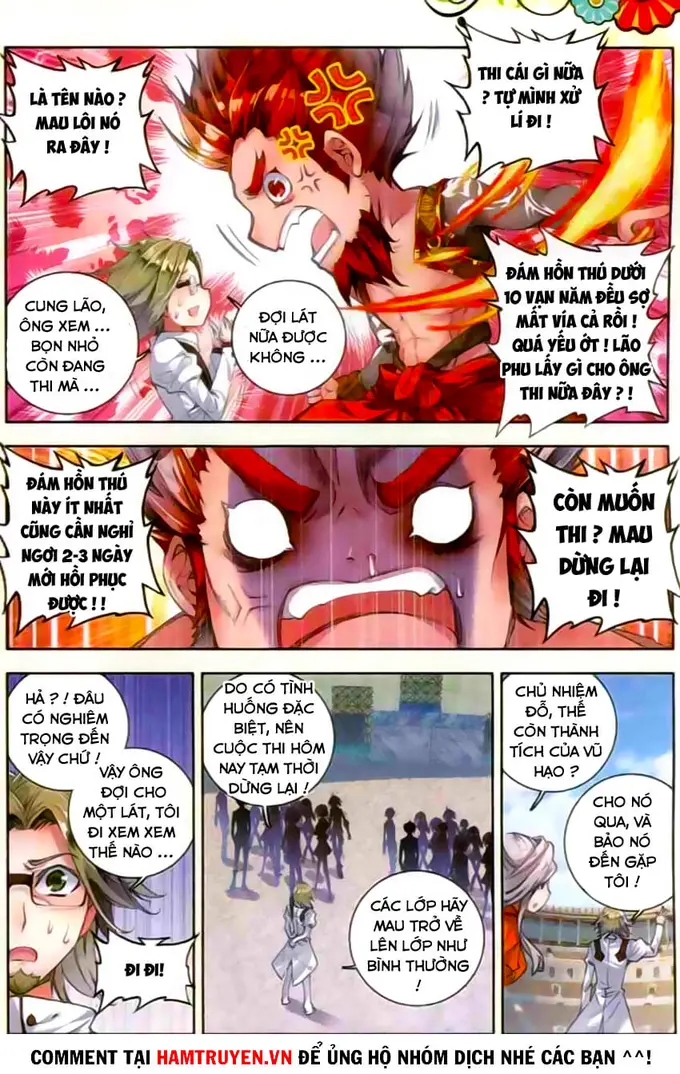 LÀ TÊN NÀO ?
MAU LÔI NÓ
RA ĐÂY !
THI CÁI GÌ NỮA
? TỰ MÌNH XỬ
LÍ ĐI !
CUNG LÃO,
ÔNG XEM ...
BỌN NHỎ
CÒN ĐANG
THI MÀ ...
ĐỢI LÁT
NỮA ĐƯỢC
KHÔNG ...
ĐÁM HỒN THÚ DƯỚI
10 VẠN NĂM ĐỀU SỢ
MẤT VÍA CẢ RỒI !
QUÁ YẾU ỚT ! LÃO
PHU LẤY GÌ CHO ÔNG
THI NỮA ĐÂY ? !
ĐÁM HỒN THÚ
NÀY ÍT NHẤT
CŨNG CẦN NGHỈ
NGƠI 2-3 NGÀY
MỚI HỒI PHỤC
ĐƯỢC ! !
CÒN MUỐN
THI ? MAU
DỪNG LẠI
ĐI !
HẢ ? ! ĐÂU
CÓ NGHIÊM
TRỌNG ĐẾN
VẬY CHỨ !
VẬY ÔNG
ĐỢI CHO
MỘT LÁT, TÔI
ĐI XEM XEM
THẾ NÀO ...
ĐI ĐI!
DO CÓ TÌNH
HUỐNG ĐẶC
BIỆT, NÊN
CUỘC THI HÔM
NAY TẠM THỜI
DỪNG LẠI !
CÁC LỚP HÃY
MAU TRỞ VỀ
LÊN LỚP NHƯ
BÌNH THƯỜNG !
CHỦ NHIỆM
ĐỖ, THẾ
CÒN THÀNH
TÍCH CỦA VŨ
HẠO ?
CHO NÓ
QUA, VÀ
BẢO NÓ
ĐẾN GẶP
TÔI !
COMMENT TẠI HAMTRUYEN.VN ĐỂ ỦNG HỘ NHÓM DỊCH NHÉ CÁC BẠN ^^!